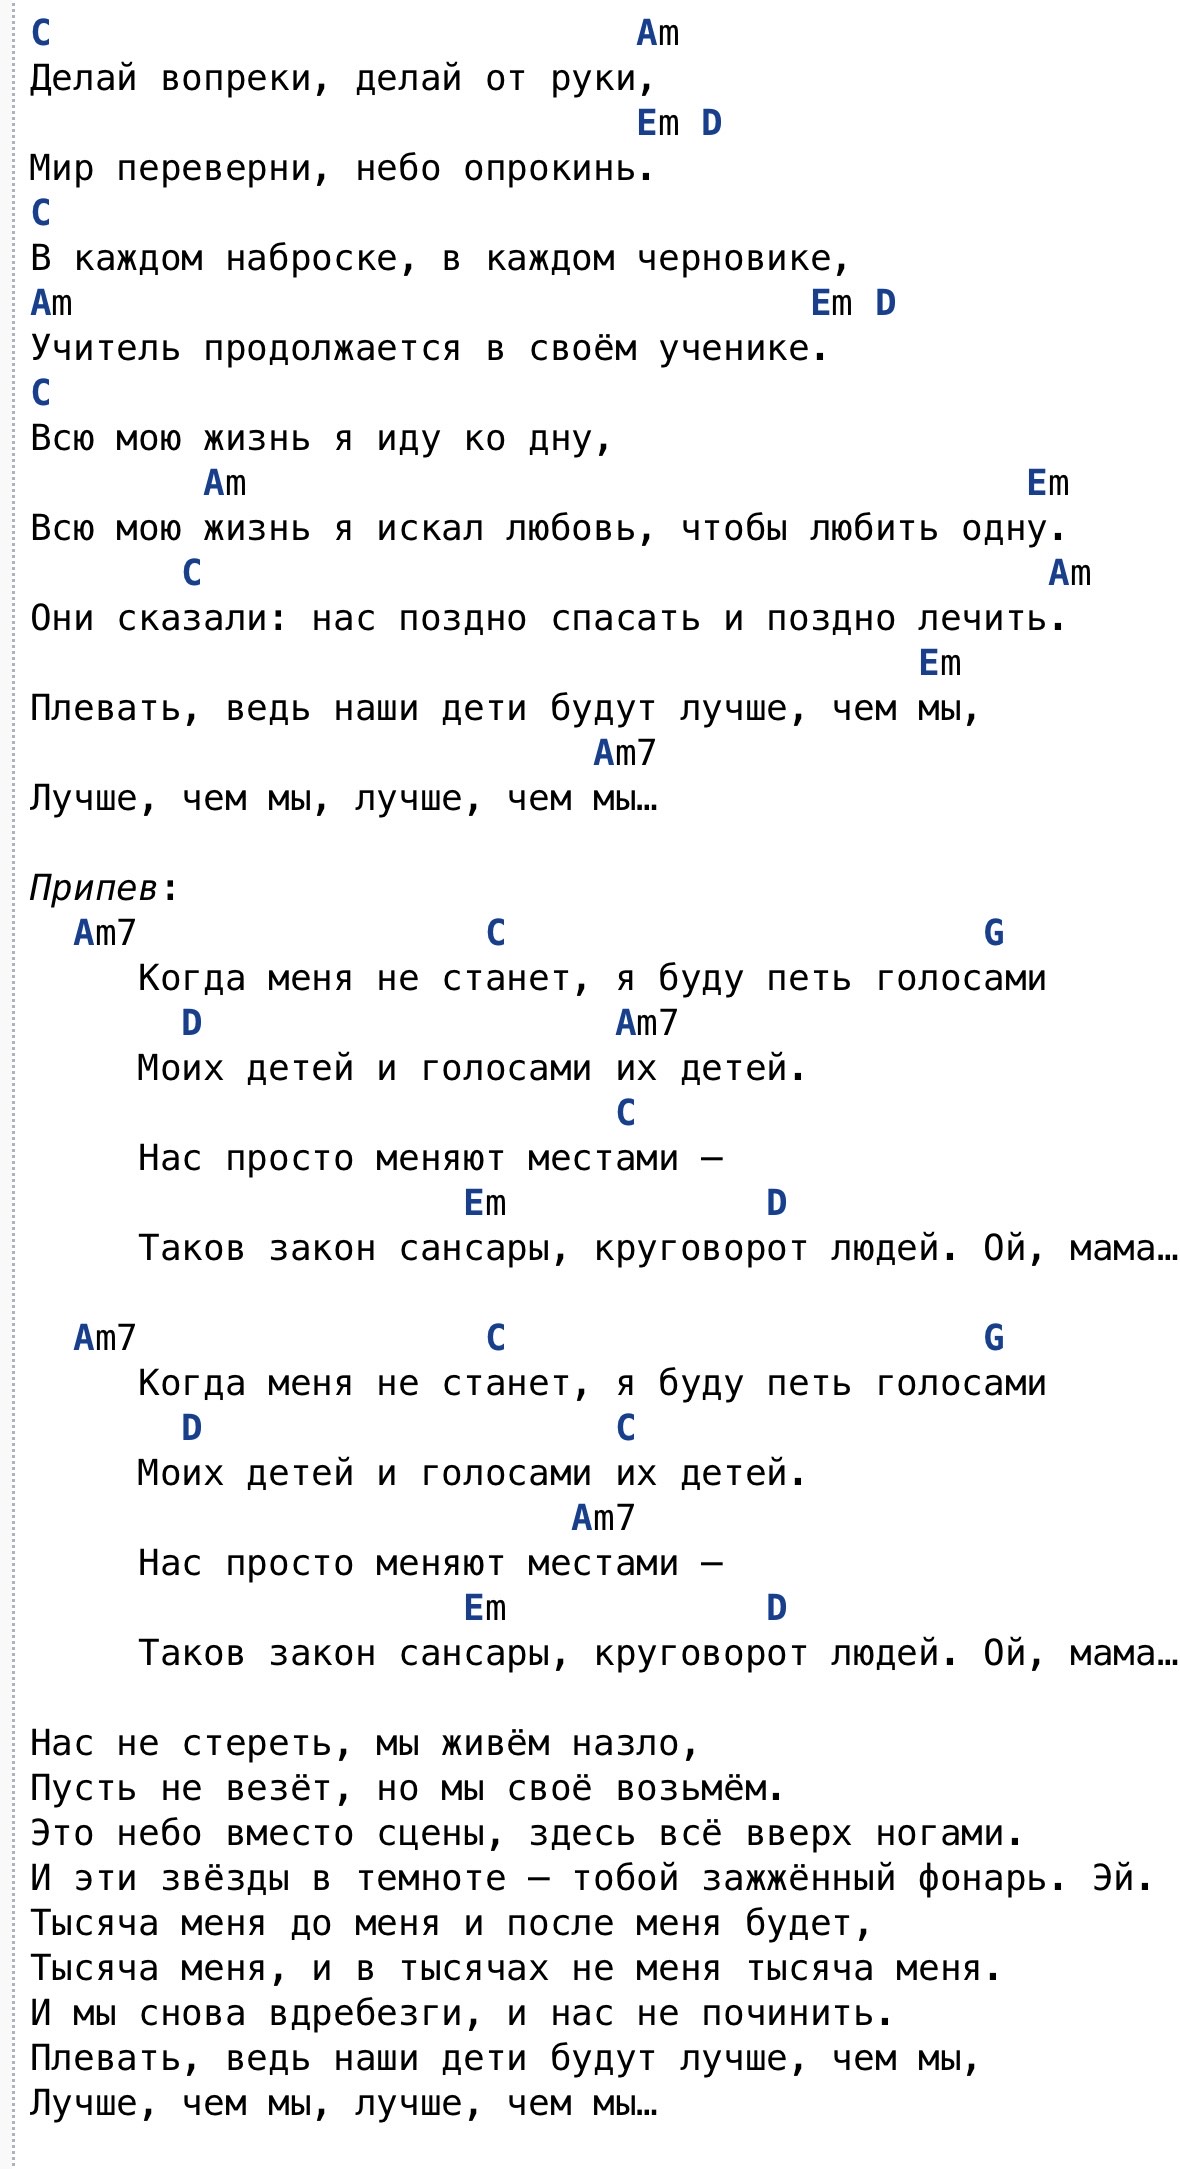 C                           Am
Делай вопреки, делай от руки,
                            Em D
Мир переверни, небо опрокинь.
C
В каждом наброске, в каждом черновике,
Am                                  Em D
Учитель продолжается в своём ученике.
C
Всю мою жизнь я иду ко дну,
        Am                                    Em
Всю мою жизнь я искал любовь, чтобы любить одну.
       C                                       Am
Они сказали: нас поздно спасать и поздно лечить.
                                         Em
Плевать, ведь наши дети будут лучше, чем мы,
                          Am7
Лучше, чем мы, лучше, чем мы…

Припев:
  Am7                C                      G
     Когда меня не станет, я буду петь голосами
       D                   Am7
     Моих детей и голосами их детей.
                           C
     Нас просто меняют местами –
                    Em            D
     Таков закон сансары, круговорот людей. Ой, мама…

  Am7                C                      G
     Когда меня не станет, я буду петь голосами
       D                   C
     Моих детей и голосами их детей.
                         Am7
     Нас просто меняют местами –
                    Em            D
     Таков закон сансары, круговорот людей. Ой, мама…

Нас не стереть, мы живём назло,
Пусть не везёт, но мы своё возьмём.
Это небо вместо сцены, здесь всё вверх ногами.
И эти звёзды в темноте – тобой зажжённый фонарь. Эй.
Тысяча меня до меня и после меня будет,
Тысяча меня, и в тысячах не меня тысяча меня.
И мы снова вдребезги, и нас не починить.
Плевать, ведь наши дети будут лучше, чем мы,
Лучше, чем мы, лучше, чем мы…